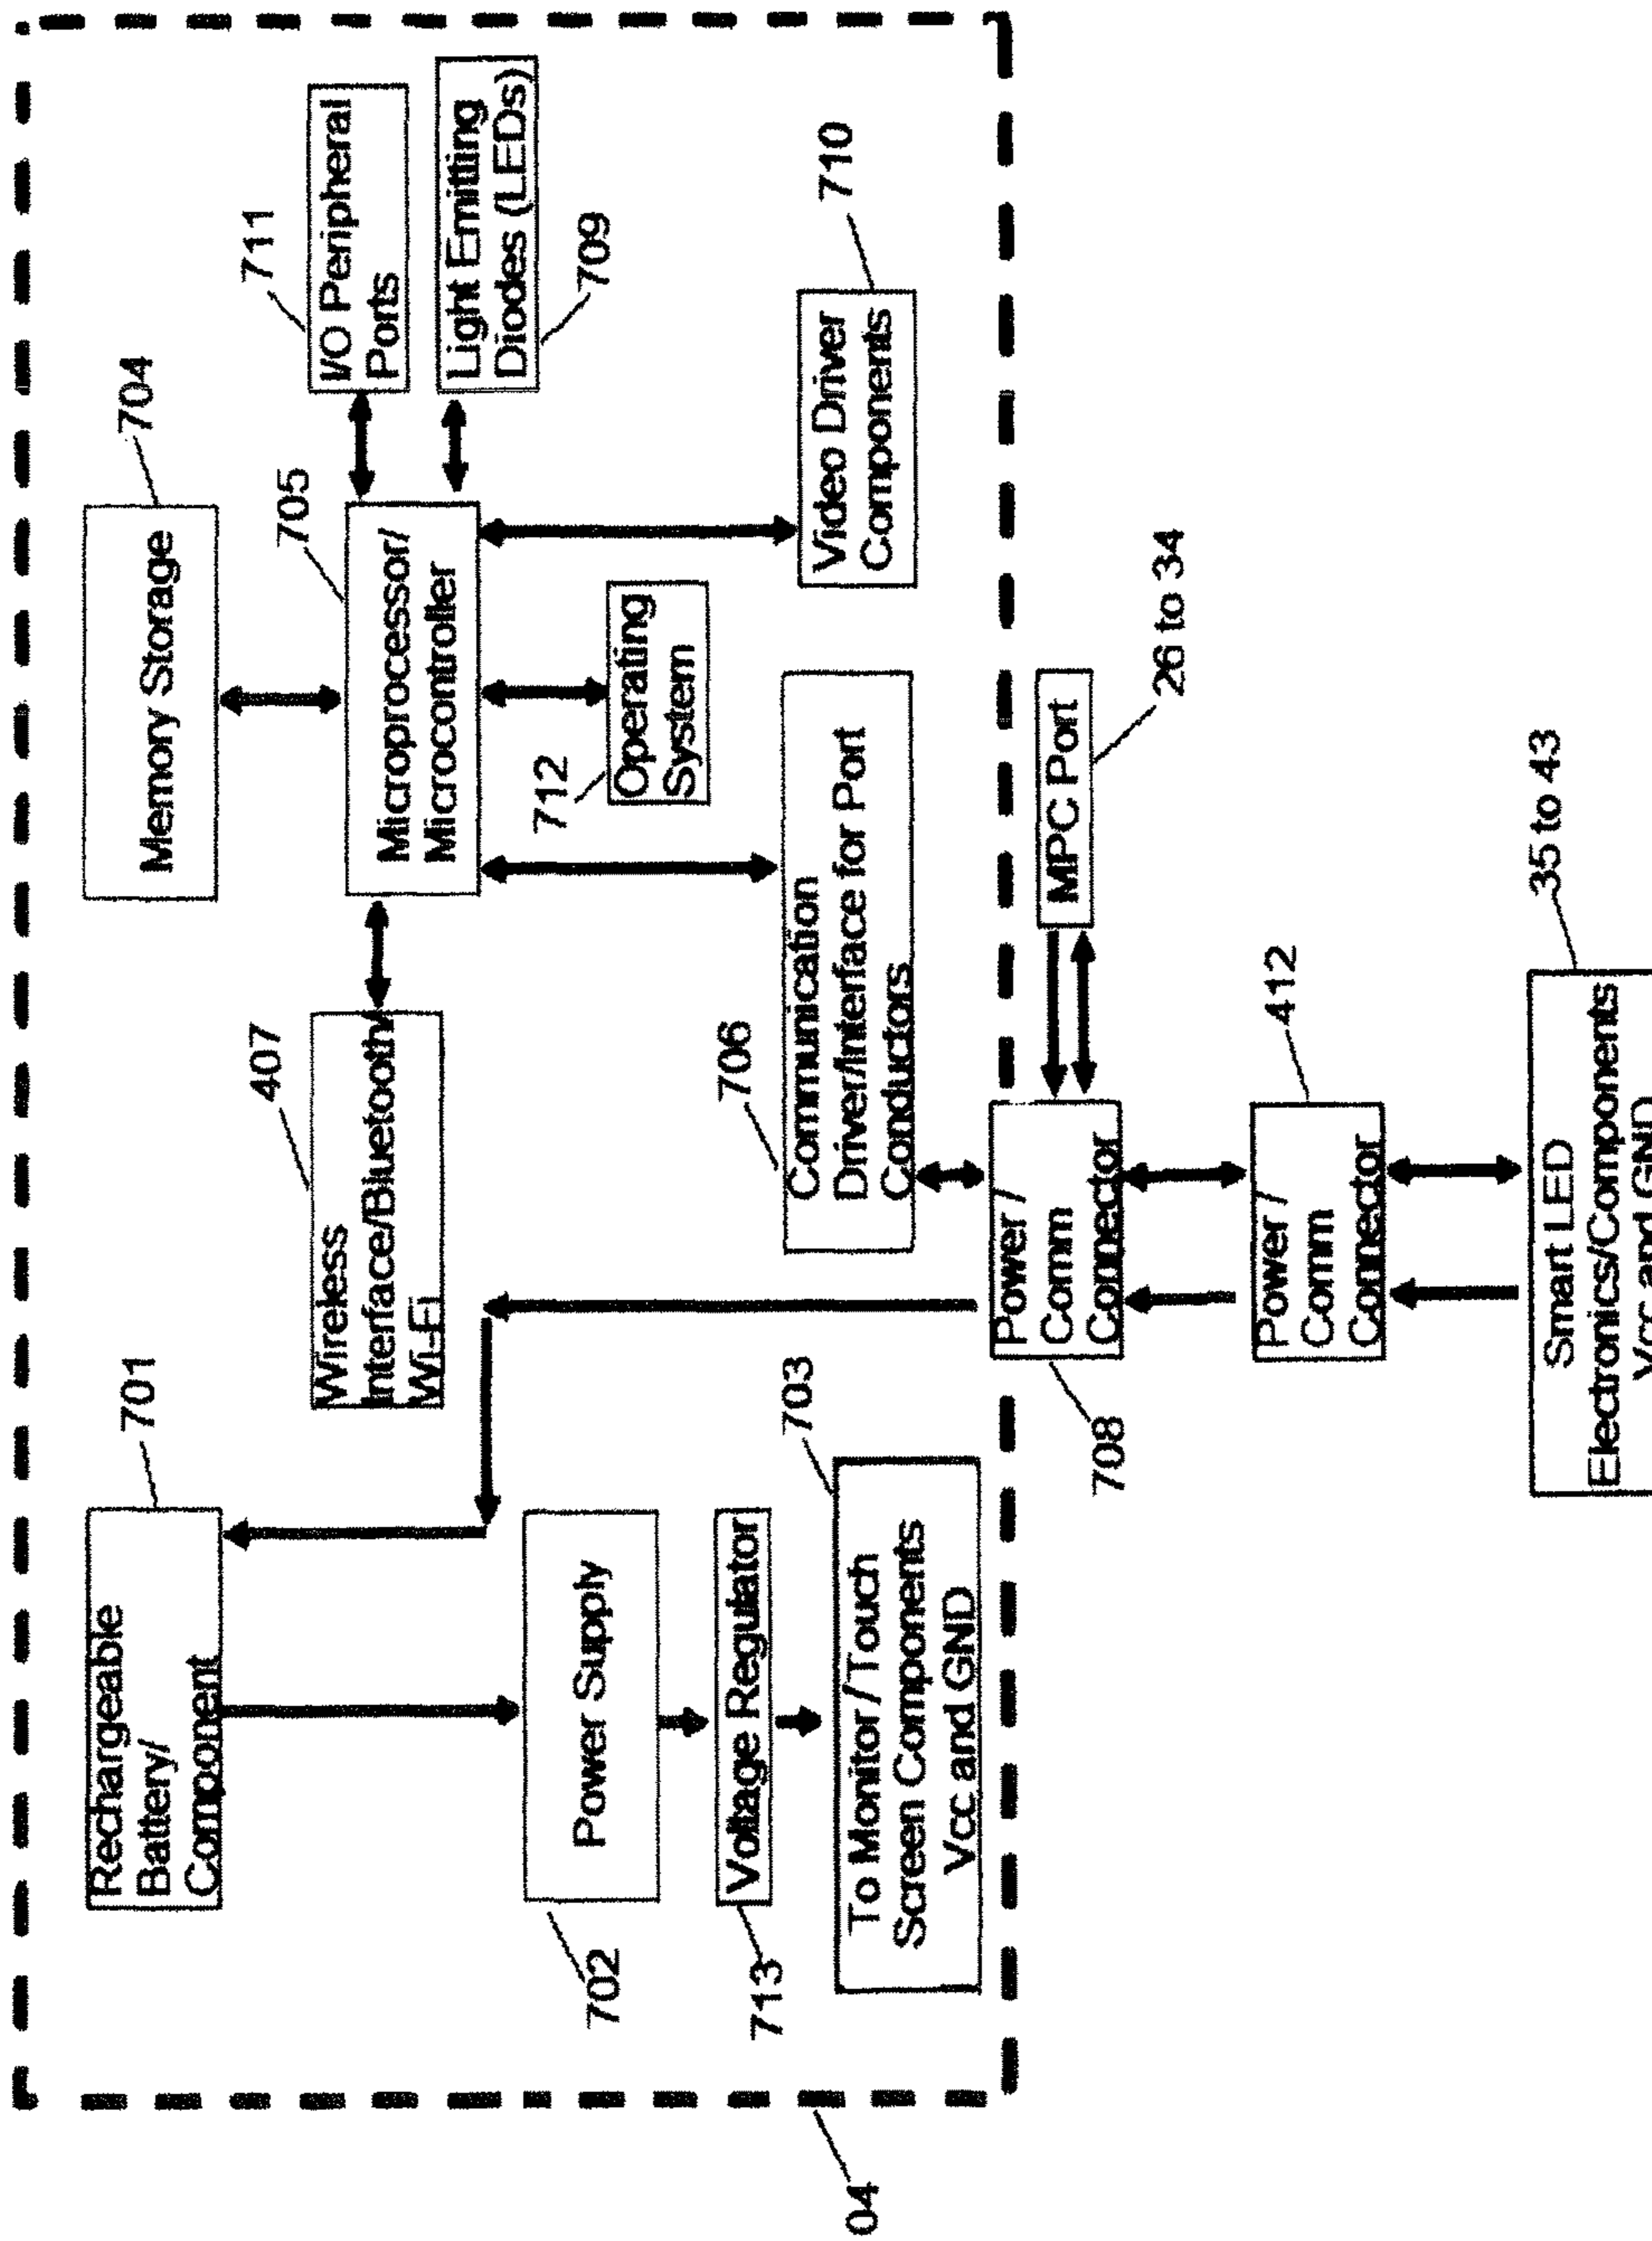 701
Rechargeable
Battery/
Component
702
Power Supply
713
Voltage Regulator
703
To Monitor / Touch
Screen Components
Vcc and GND
04
407
Wireless
Interface/Bluetooth/
Wi-Fi
704
Memory Storage
705
Microprocessor/
Microcontroller
711
I/O Peripheral
Ports
Light Emitting
Diodes (LEDs)
709
712
Operating
System
710
Video Driver
Components
706
Communication
Driver/Interface for Port
Conductors
708
Power /
Comm
Connector
MPC Port
26 to 34
412
Power /
Comm
Connector
35 to 43
Smart LED
Electronics/Components
Vcc and GND